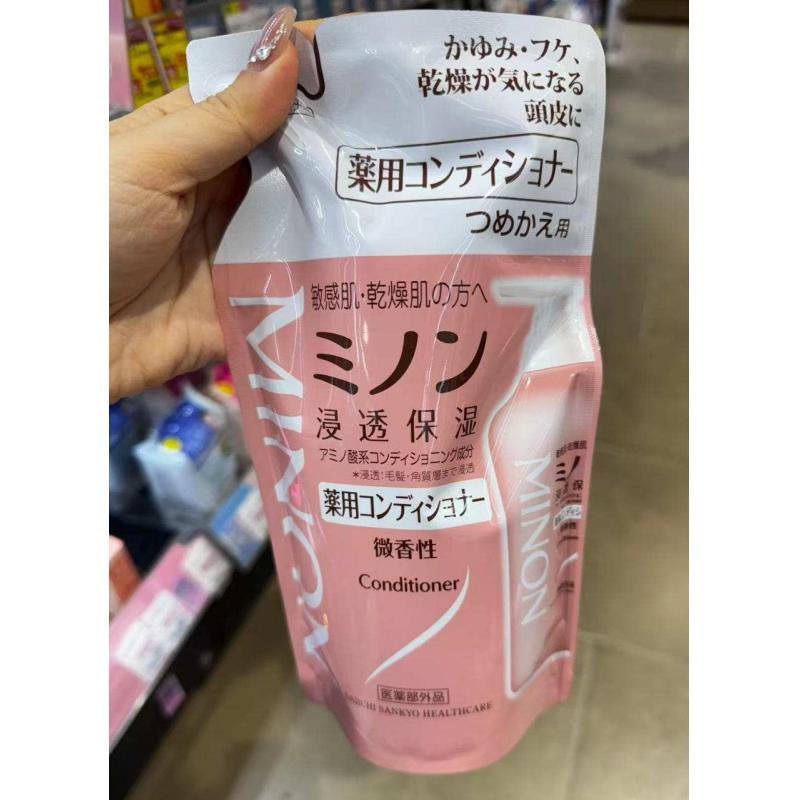 かゆみ・フケ、
乾燥が気になる
頭皮に
薬用コンディショナー
つめかえ用
敏感肌・乾燥肌の方へ
MINON
ミノン
浸透保湿
アミノ酸系コンディショニング成分
*浸透:毛髪・角質層まで浸透
薬用コンディショナー
微香性
Conditioner
医薬部外品
DAIICHI SANKYO HEALTHCARE
MINON